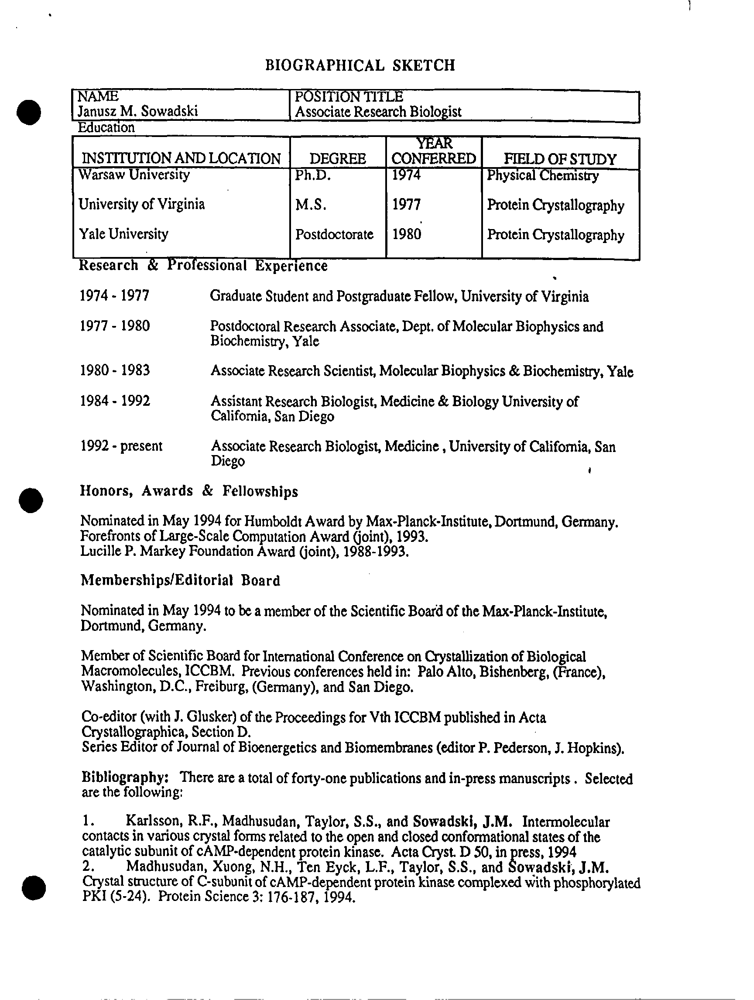 BIOGRAPHICAL SKETCH
NAME POSITION TITLE
Janusz M. Sowadski Associate Research Biologist
Education
INSTITUTION AND LOCATION DEGREE YEAR CONFERRED FIELD OF STUDY
Warsaw University Ph.D. 1974 Physical Chemistry
University of Virginia M.S. 1977 Protein Crystallography
Yale University Postdoctorate 1980 Protein Crystallography
Research & Professional Experience
1974 - 1977 Graduate Student and Postgraduate Fellow, University of Virginia
1977 - 1980 Postdoctoral Research Associate, Dept. of Molecular Biophysics and
Biochemistry, Yale
1980 - 1983 Associate Research Scientist, Molecular Biophysics & Biochemistry, Yale
1984 - 1992 Assistant Research Biologist, Medicine & Biology University of
California, San Diego
1992 - present Associate Research Biologist, Medicine , University of California, San
Diego
Honors, Awards & Fellowships
Nominated in May 1994 for Humboldt Award by Max-Planck-Institute, Dortmund, Germany.
Forefronts of Large-Scale Computation Award (joint), 1993.
Lucille P. Markey Foundation Award (joint), 1988-1993.
Memberships/Editorial Board
Nominated in May 1994 to be a member of the Scientific Board of the Max-Planck-Institute,
Dortmund, Germany.
Member of Scientific Board for International Conference on Crystallization of Biological
Macromolecules, ICCBM. Previous conferences held in: Palo Alto, Bishenberg, (France),
Washington, D.C., Freiburg, (Germany), and San Diego.
Co-editor (with J. Glusker) of the Proceedings for Vth ICCBM published in Acta
Crystallographica, Section D.
Series Editor of Journal of Bioenergetics and Biomembranes (editor P. Pederson, J. Hopkins).
Bibliography: There are a total of forty-one publications and in-press manuscripts . Selected
are the following:
1. Karlsson, R.F., Madhusudan, Taylor, S.S., and Sowadski, J.M. Intermolecular
contacts in various crystal forms related to the open and closed conformational states of the
catalytic subunit of cAMP-dependent protein kinase. Acta Cryst. D 50, in press, 1994
2. Madhusudan, Xuong, N.H., Ten Eyck, L.F., Taylor, S.S., and Sowadski, J.M.
Crystal structure of C-subunit of cAMP-dependent protein kinase complexed with phosphorylated
PKI (5-24). Protein Science 3: 176-187, 1994.